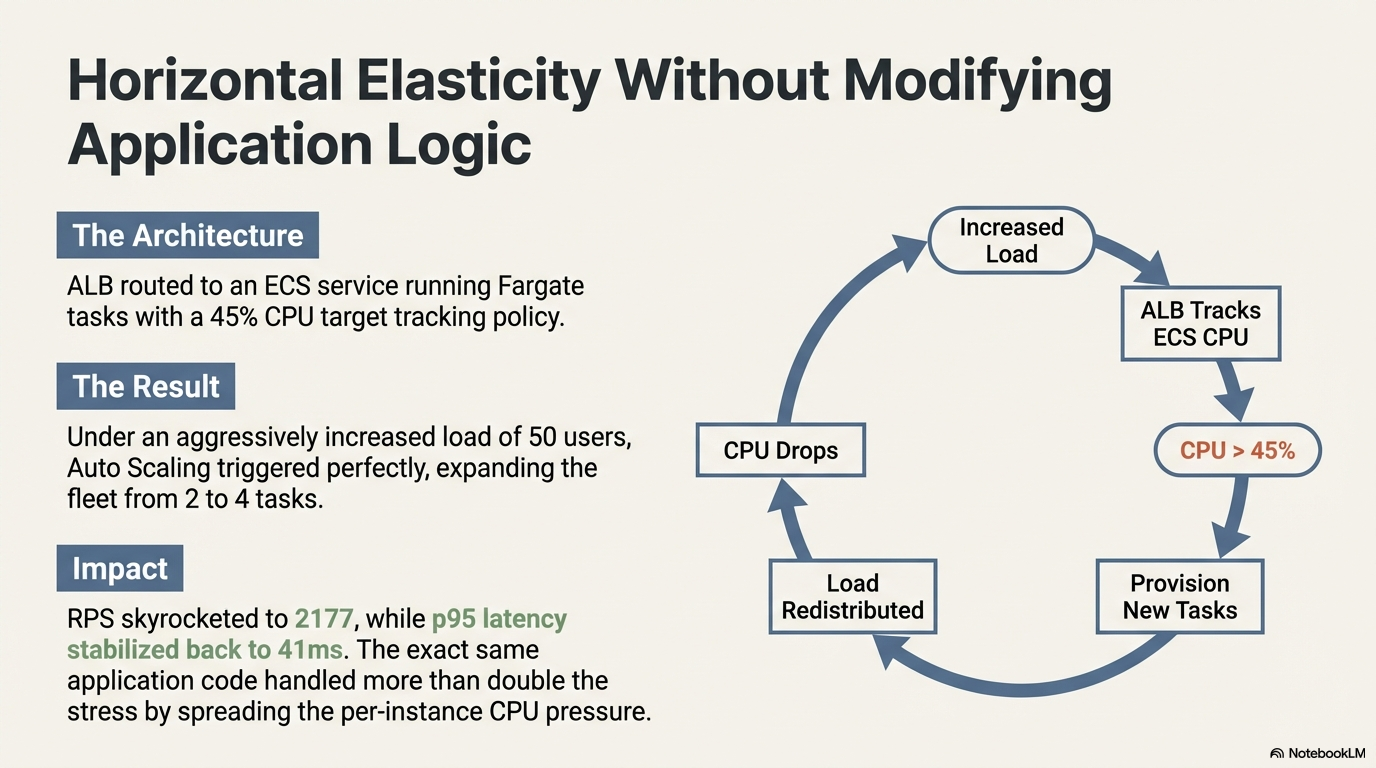 Horizontal Elasticity Without Modifying
Application Logic
The Architecture
ALB routed to an ECS service running Fargate
tasks with a 45% CPU target tracking policy.
The Result
Under an aggressively increased load of 50 users,
Auto Scaling triggered perfectly, expanding the
fleet from 2 to 4 tasks.
Impact
RPS skyrocketed to 2177, while p95 latency
stabilized back to 41ms. The exact same
application code handled more than double the
stress by spreading the per-instance CPU pressure.
Increased
Load
ALB Tracks
ECS CPU
CPU > 45%
Provision
New Tasks
Load
Redistributed
CPU Drops
NotebookLM